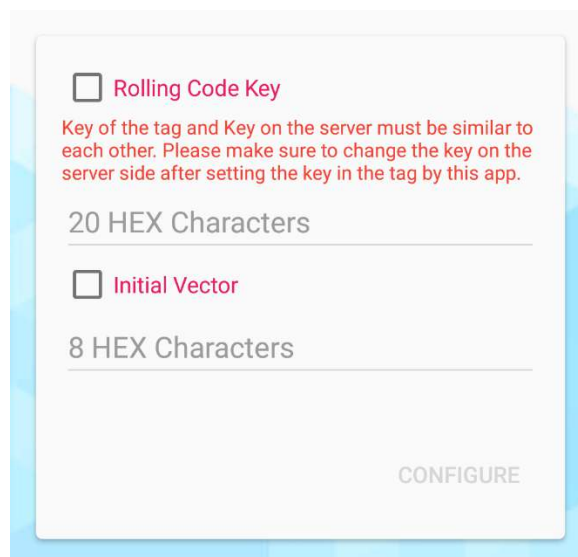 Rolling Code Key
Key of the tag and Key on the server must be similar to
each other. Please make sure to change the key on the
server side after setting the key in the tag by this app.
20 HEX Characters
Initial Vector
8 HEX Characters
CONFIGURE